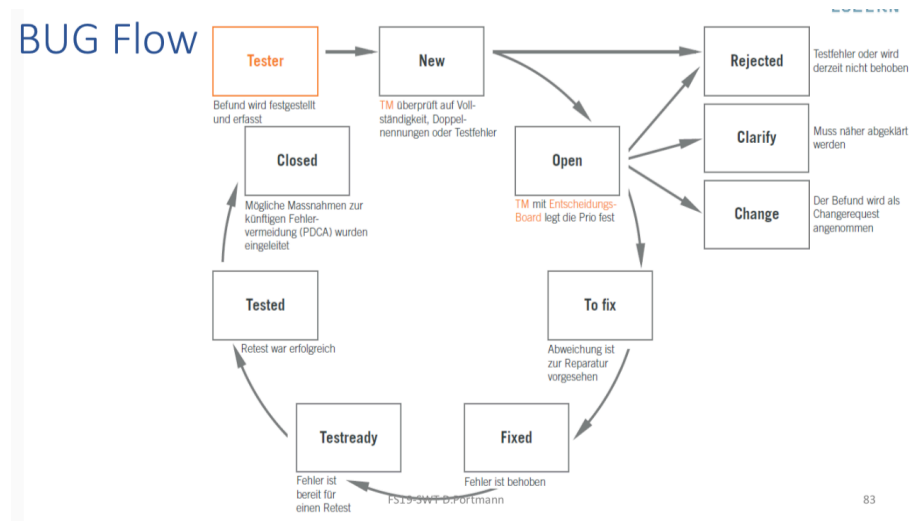 BUG Flow
Tester
Befund wird festgestellt
und erfasst
New
TM überprüft auf Voll-
ständigkeit, Doppel-
nennungen oder Testfehler
Rejected
Testfehler oder wird
derzeit nicht behoben
Open
TM mit Entscheidungs-
Board legt die Prio fest
Clarify
Muss näher abgeklärt
werden
Change
Der Befund wird als
Changerequest
angenommen
Closed
Mögliche Massnahmen zur
künftigen Fehler-
vermeidung (PDCA) wurden
eingeleitet
To fix
Abweichung ist
zur Reparatur
vorgesehen
Tested
Retest war erfolgreich
Fixed
Fehler ist behoben
Testready
Fehler ist
bereit für
einen Retest
FS19-SWT D.Portmann
83